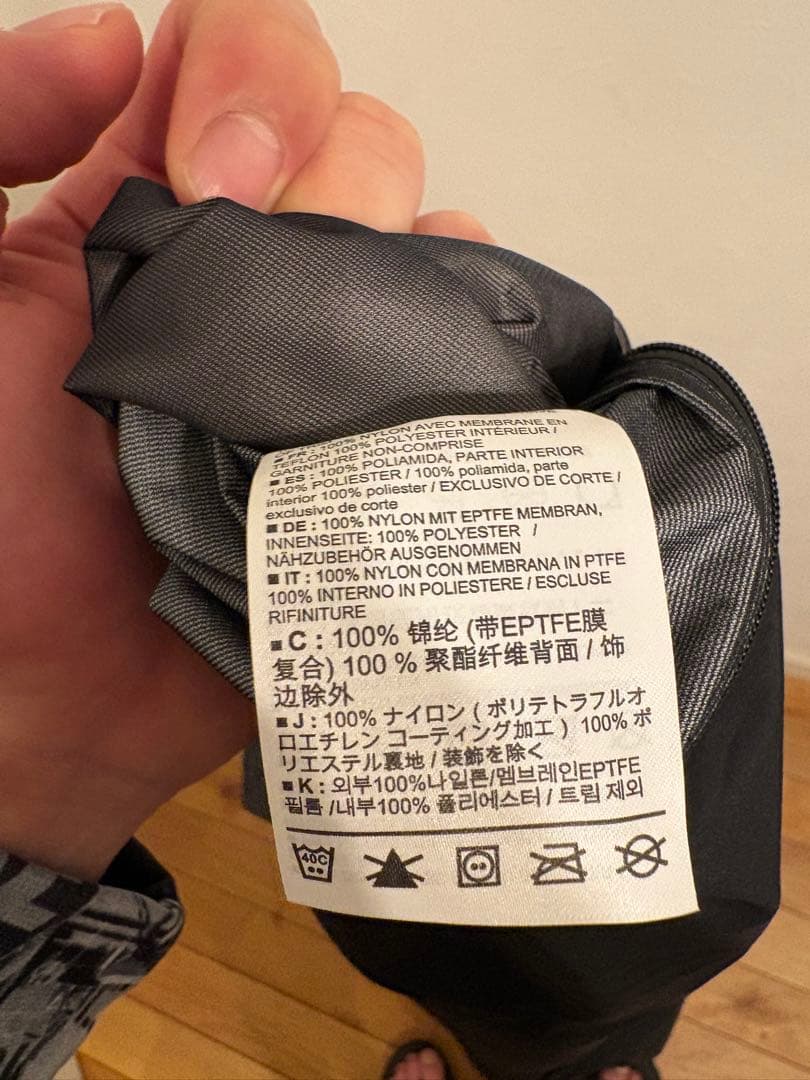 ■ FR : 100% NYLON AVEC MEMBRANE EN
TEFLON 100% POLYESTER INTÉRIEUR /
GARNITURE NON-COMPRISE
■ ES : 100% POLIAMIDA, PARTE INTERIOR
100% POLIESTER / 100% poliamida, parte
interior 100% poliester / EXCLUSIVO DE CORTE /
exclusivo de corte
■ DE : 100% NYLON MIT EPTFE MEMBRAN,
INNENSEITE: 100% POLYESTER /
NÄHZUBEHÖR AUSGENOMMEN
■ IT : 100% NYLON CON MEMBRANA IN PTFE
100% INTERNO IN POLIESTERE / ESCLUSE
RIFINITURE
■ C : 100% 锦纶 (带EPTFE膜
复合) 100 % 聚酯纤维背面 / 饰
边除外
■ J : 100% ナイロン ( ポリテトラフルオ
ロエチレン コーティング加工 ) 100% ポ
リエステル裏地 / 装飾を除く
■ K : 외부100%나일론/멤브레인EPTFE
필름 /내부100% 폴리에스터 / 트림 제외
40C